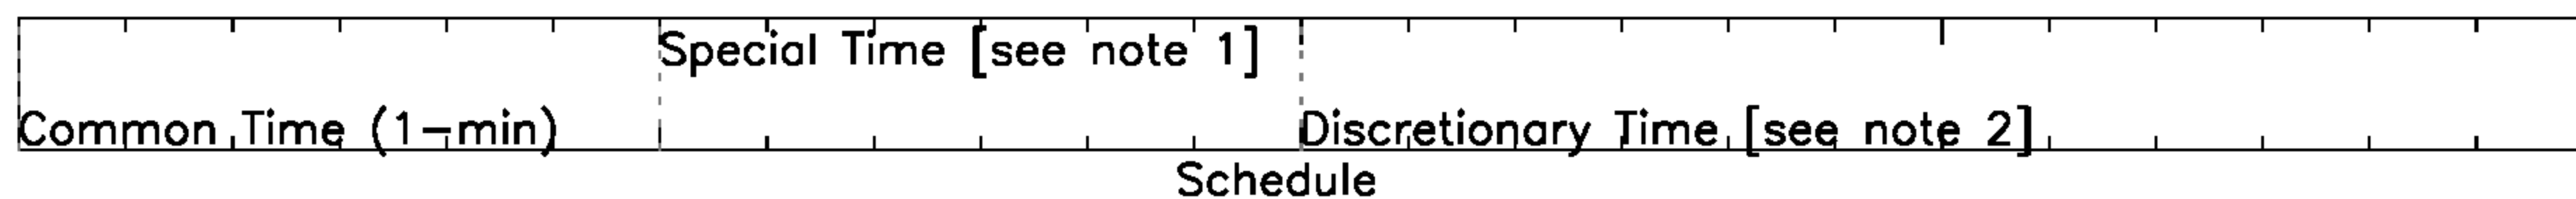 Special Time [see note 1]
Common Time (1-min)
Discretionary Time [see note 2]
Schedule